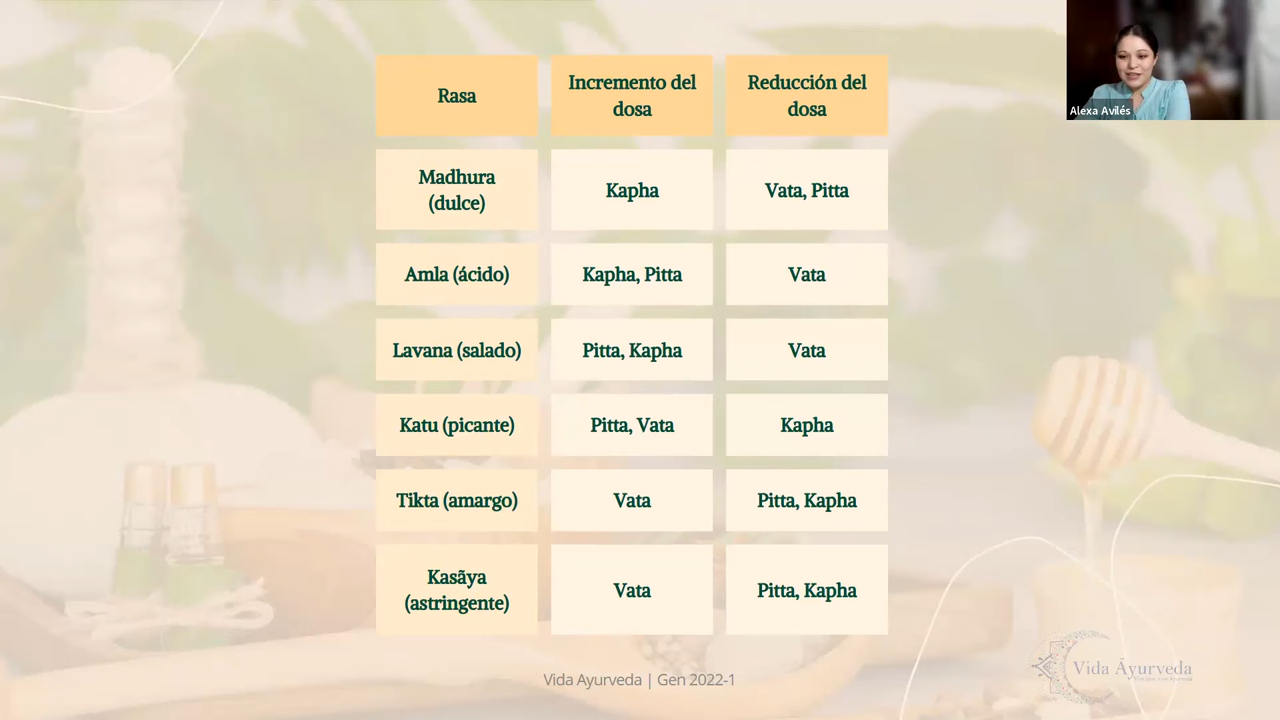 Alexa Avilés
Rasa
Incremento del
dosa
Reducción del
dosa
Madhura
(dulce)
Kapha
Vata, Pitta
Amla (ácido)
Kapha, Pitta
Vata
Lavana (salado)
Pitta, Kapha
Vata
Katu (picante)
Pitta, Vata
Kapha
Tikta (amargo)
Vata
Pitta, Kapha
Kasãya
(astringente)
Vata
Pitta, Kapha
Vida Ayurveda | Gen 2022-1
Vida Āyurveda